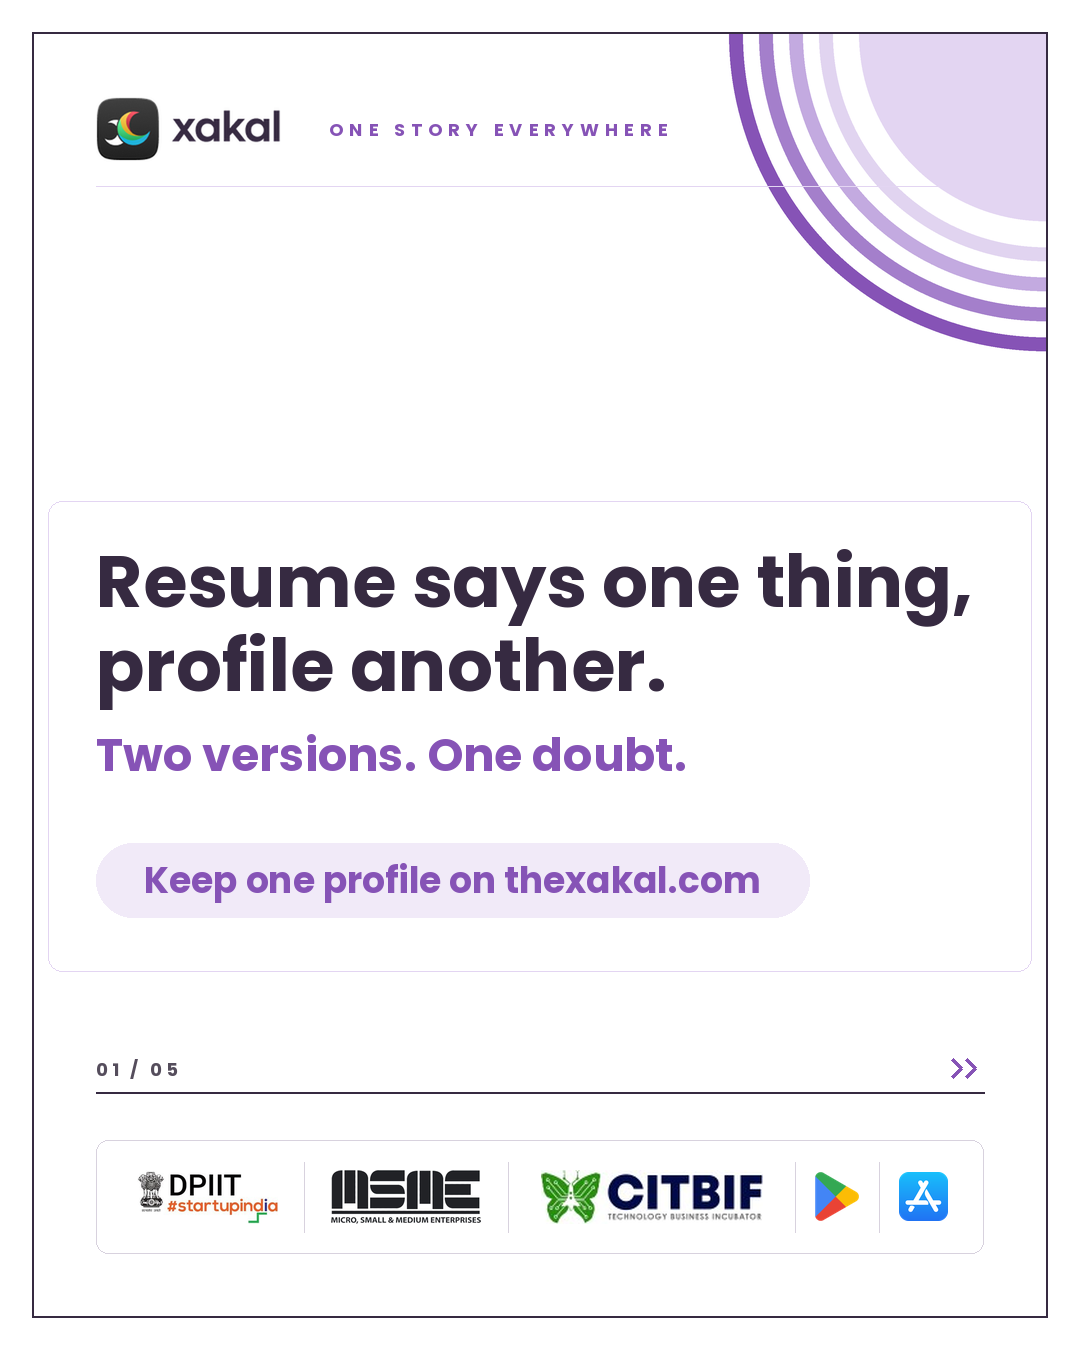 xakal
ONE STORY EVERYWHERE
Resume says one thing,
profile another.
Two versions. One doubt.
Keep one profile on thexakal.com
01 / 05
DPIIT
#startupindia
MSME
MICRO, SMALL & MEDIUM ENTERPRISES
CITBIF
TECHNOLOGY BUSINESS INCUBATOR